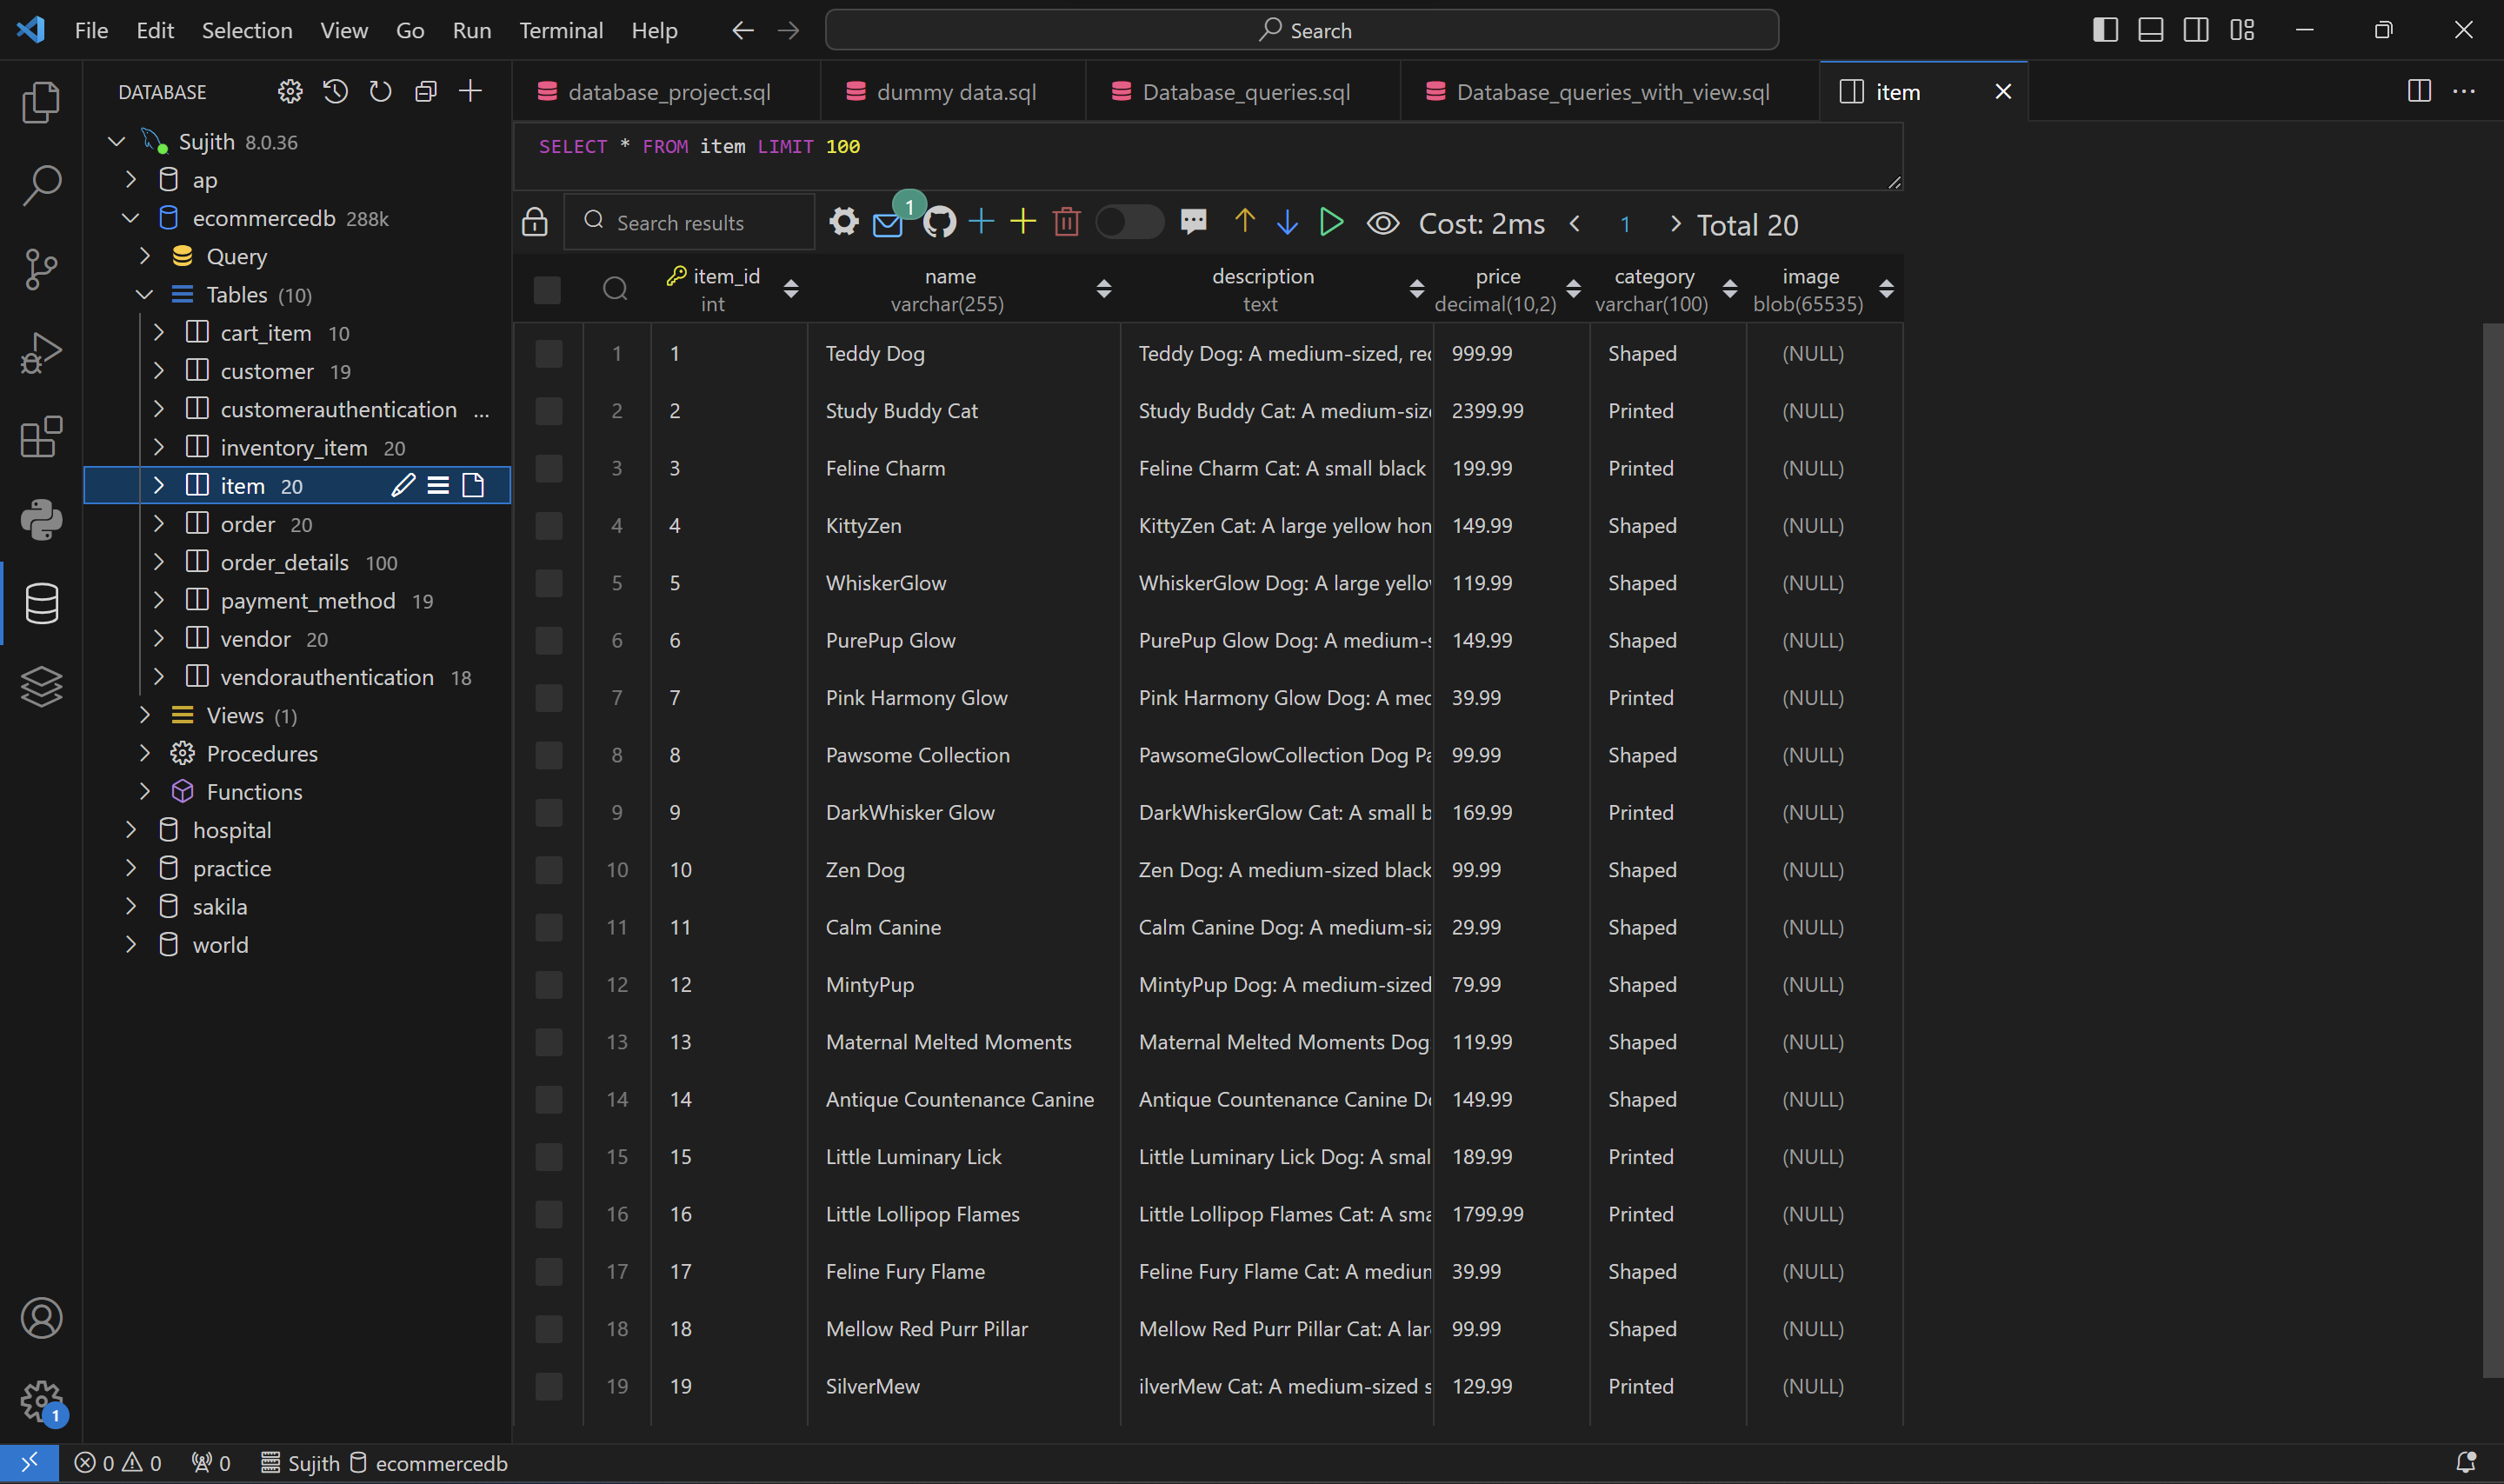 File Edit Selection View Go Run Terminal Help Search
DATABASE
Sujith 8.0.36
ap
ecommercedb 288k
Query
Tables (10)
cart_item 10
customer 19
customerauthentication ...
inventory_item 20
item 20
order 20
order_details 100
payment_method 19
vendor 20
vendorauthentication 18
Views (1)
Procedures
Functions
hospital
practice
sakila
world
database_project.sql dummy data.sql Database_queries.sql Database_queries_with_view.sql item
SELECT * FROM item LIMIT 100
Search results 1 Cost: 2ms 1 Total 20
item_id name description price category image
int varchar(255) text decimal(10,2) varchar(100) blob(65535)
1 1 Teddy Dog Teddy Dog: A medium-sized, rec 999.99 Shaped (NULL)
2 2 Study Buddy Cat Study Buddy Cat: A medium-size 2399.99 Printed (NULL)
3 3 Feline Charm Feline Charm Cat: A small black 199.99 Printed (NULL)
4 4 KittyZen KittyZen Cat: A large yellow hon 149.99 Shaped (NULL)
5 5 WhiskerGlow WhiskerGlow Dog: A large yellow 119.99 Shaped (NULL)
6 6 PurePup Glow PurePup Glow Dog: A medium-s 149.99 Shaped (NULL)
7 7 Pink Harmony Glow Pink Harmony Glow Dog: A med 39.99 Printed (NULL)
8 8 Pawsome Collection PawsomeGlowCollection Dog Pa 99.99 Shaped (NULL)
9 9 DarkWhisker Glow DarkWhiskerGlow Cat: A small b 169.99 Printed (NULL)
10 10 Zen Dog Zen Dog: A medium-sized black 99.99 Shaped (NULL)
11 11 Calm Canine Calm Canine Dog: A medium-siz 29.99 Shaped (NULL)
12 12 MintyPup MintyPup Dog: A medium-sized 79.99 Shaped (NULL)
13 13 Maternal Melted Moments Maternal Melted Moments Dog 119.99 Shaped (NULL)
14 14 Antique Countenance Canine Antique Countenance Canine Do 149.99 Shaped (NULL)
15 15 Little Luminary Lick Little Luminary Lick Dog: A smal 189.99 Printed (NULL)
16 16 Little Lollipop Flames Little Lollipop Flames Cat: A sma 1799.99 Printed (NULL)
17 17 Feline Fury Flame Feline Fury Flame Cat: A medium 39.99 Shaped (NULL)
18 18 Mellow Red Purr Pillar Mellow Red Purr Pillar Cat: A lar 99.99 Shaped (NULL)
19 19 SilverMew ilverMew Cat: A medium-sized s 129.99 Printed (NULL)
1
0 0 0 Sujith ecommercedb